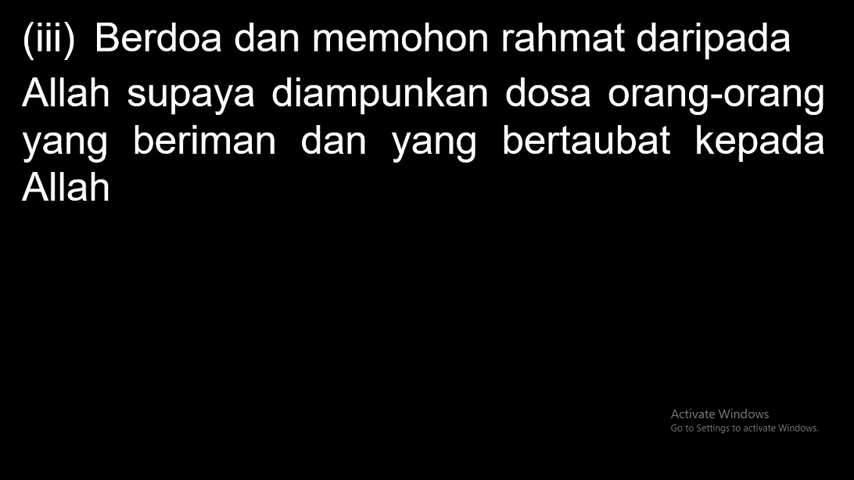 (iii) Berdoa dan memohon rahmat daripada
Allah supaya diampunkan dosa orang-orang
yang beriman dan yang bertaubat kepada
Allah
Activate Windows
Go to Settings to activate Windows.